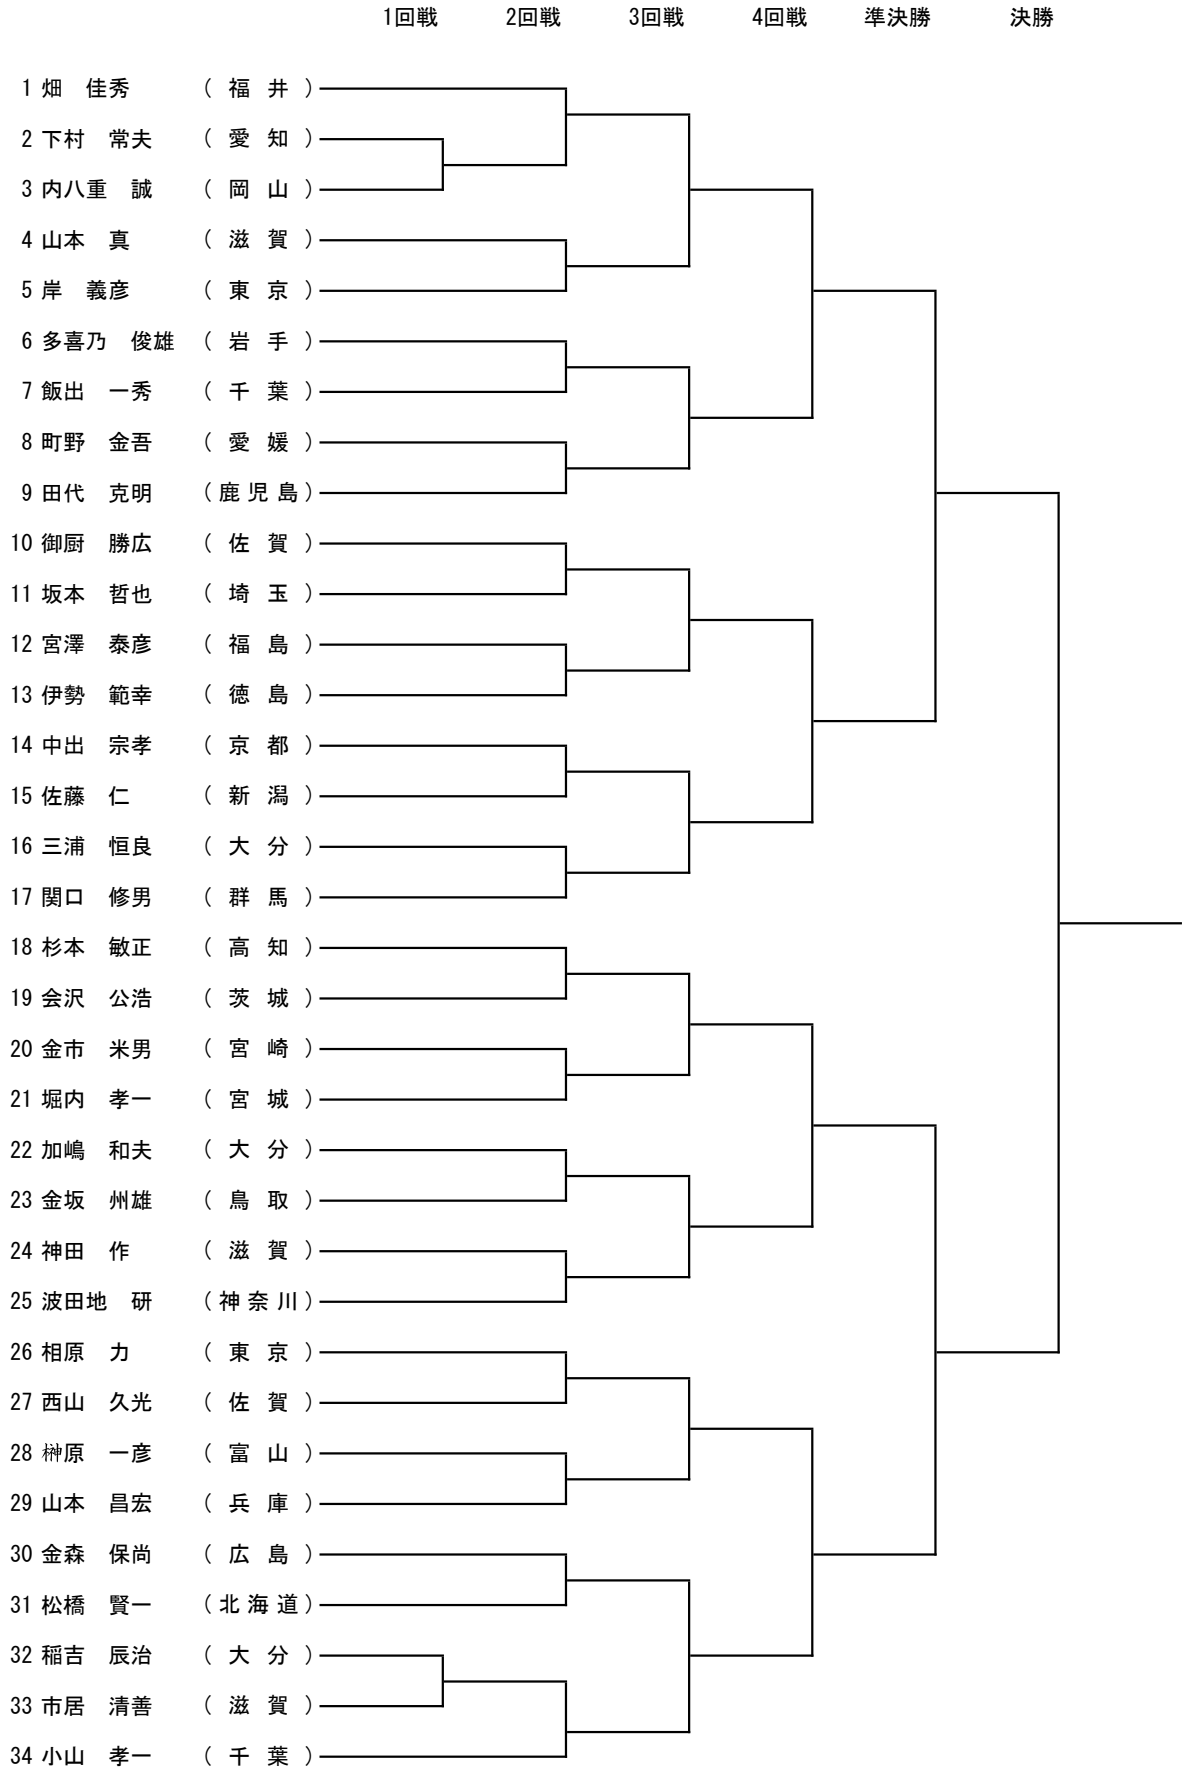 1回戦 2回戦 3回戦 4回戦 準決勝 決勝
1 畑 佳秀 ( 福 井 )
2 下村 常夫 ( 愛 知 )
3 内八重 誠 ( 岡 山 )
4 山本 真 ( 滋 賀 )
5 岸 義彦 ( 東 京 )
6 多喜乃 俊雄 ( 岩 手 )
7 飯出 一秀 ( 千 葉 )
8 町野 金吾 ( 愛 媛 )
9 田代 克明 ( 鹿 児 島 )
10 御厨 勝広 ( 佐 賀 )
11 坂本 哲也 ( 埼 玉 )
12 宮澤 泰彦 ( 福 島 )
13 伊勢 範幸 ( 徳 島 )
14 中出 宗孝 ( 京 都 )
15 佐藤 仁 ( 新 潟 )
16 三浦 恒良 ( 大 分 )
17 関口 修男 ( 群 馬 )
18 杉本 敏正 ( 高 知 )
19 会沢 公浩 ( 茨 城 )
20 金市 米男 ( 宮 崎 )
21 堀内 孝一 ( 宮 城 )
22 加嶋 和夫 ( 大 分 )
23 金坂 州雄 ( 鳥 取 )
24 神田 作 ( 滋 賀 )
25 波田地 研 ( 神 奈 川 )
26 相原 力 ( 東 京 )
27 西山 久光 ( 佐 賀 )
28 榊原 一彦 ( 富 山 )
29 山本 昌宏 ( 兵 庫 )
30 金森 保尚 ( 広 島 )
31 松橋 賢一 ( 北 海 道 )
32 稲吉 辰治 ( 大 分 )
33 市居 清善 ( 滋 賀 )
34 小山 孝一 ( 千 葉 )